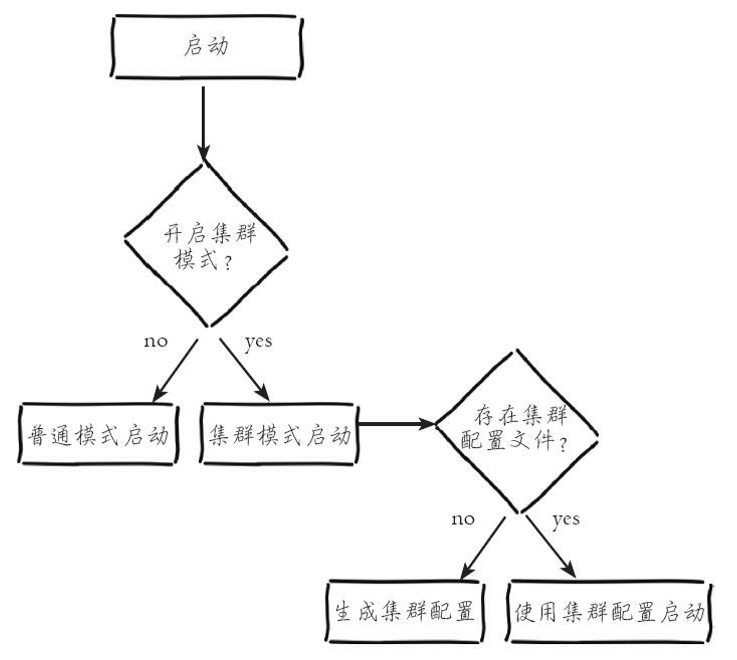 启动
开启集群
模式？
no
yes
普通模式启动
集群模式启动
存在集群
配置文件？
no
yes
生成集群配置
使用集群配置启动